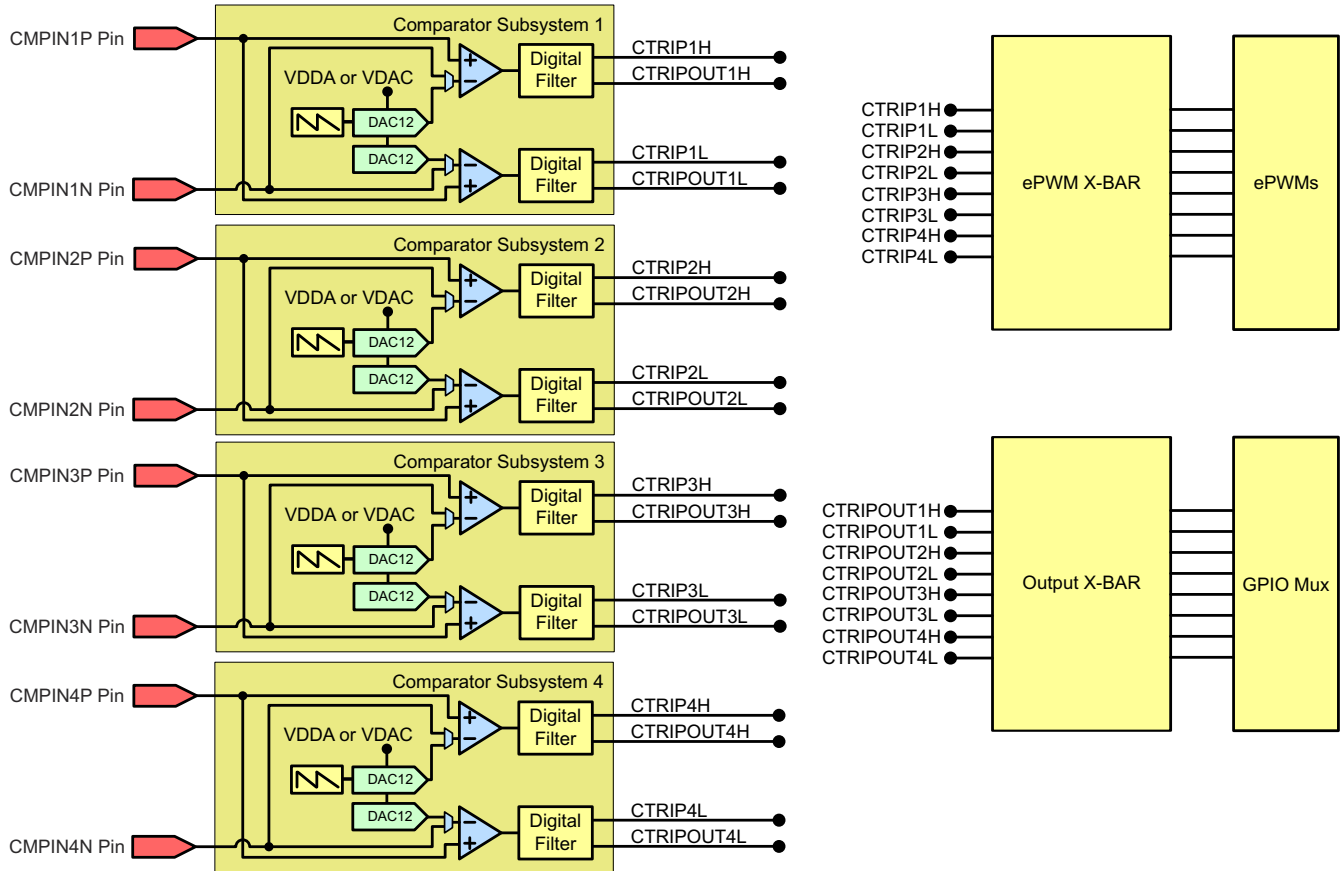 Comparator Subsystem 1
CMPIN1P Pin
VDDA or VDAC
DAC12
DAC12
Digital
Filter
CTRIP1H
CTRIPOUT1H
Digital
Filter
CTRIP1L
CTRIPOUT1L
CMPIN1N Pin
Comparator Subsystem 2
CMPIN2P Pin
VDDA or VDAC
DAC12
DAC12
Digital
Filter
CTRIP2H
CTRIPOUT2H
Digital
Filter
CTRIP2L
CTRIPOUT2L
CMPIN2N Pin
Comparator Subsystem 3
CMPIN3P Pin
VDDA or VDAC
DAC12
DAC12
Digital
Filter
CTRIP3H
CTRIPOUT3H
Digital
Filter
CTRIP3L
CTRIPOUT3L
CMPIN3N Pin
Comparator Subsystem 4
CMPIN4P Pin
VDDA or VDAC
DAC12
DAC12
Digital
Filter
CTRIP4H
CTRIPOUT4H
Digital
Filter
CTRIP4L
CTRIPOUT4L
CMPIN4N Pin
CTRIP1H
CTRIP1L
CTRIP2H
CTRIP2L
CTRIP3H
CTRIP3L
CTRIP4H
CTRIP4L
ePWM X-BAR
ePWMs
CTRIPOUT1H
CTRIPOUT1L
CTRIPOUT2H
CTRIPOUT2L
CTRIPOUT3H
CTRIPOUT3L
CTRIPOUT4H
CTRIPOUT4L
Output X-BAR
GPIO Mux